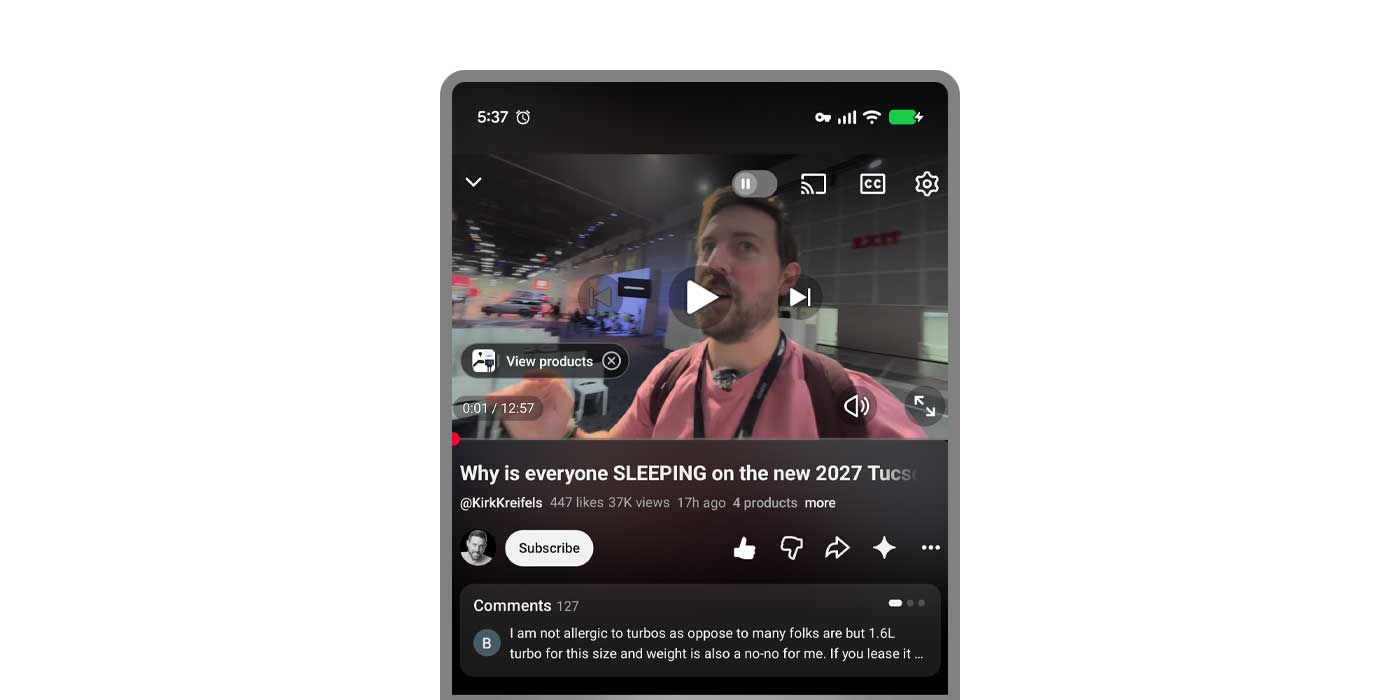 5:37
CC
EXIT
View products
0:01 / 12:57
Why is everyone SLEEPING on the new 2027 Tucs
@KirkKreifels 447 likes 37K views 17h ago 4 products more
Subscribe
Comments 127
B
I am not allergic to turbos as oppose to many folks are but 1.6L
turbo for this size and weight is also a no-no for me. If you lease it ...